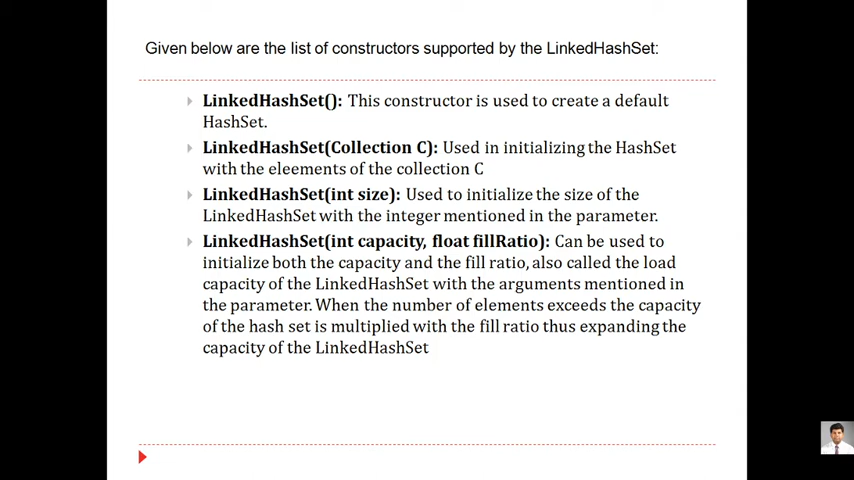 Given below are the list of constructors supported by the LinkedHashSet:
LinkedHashSet(): This constructor is used to create a default
HashSet.
LinkedHashSet(Collection C): Used in initializing the HashSet
with the eleements of the collection C
LinkedHashSet(int size): Used to initialize the size of the
LinkedHashSet with the integer mentioned in the parameter.
LinkedHashSet(int capacity, float fillRatio): Can be used to
initialize both the capacity and the fill ratio, also called the load
capacity of the LinkedHashSet with the arguments mentioned in
the parameter. When the number of elements exceeds the capacity
of the hash set is multiplied with the fill ratio thus expanding the
capacity of the LinkedHashSet